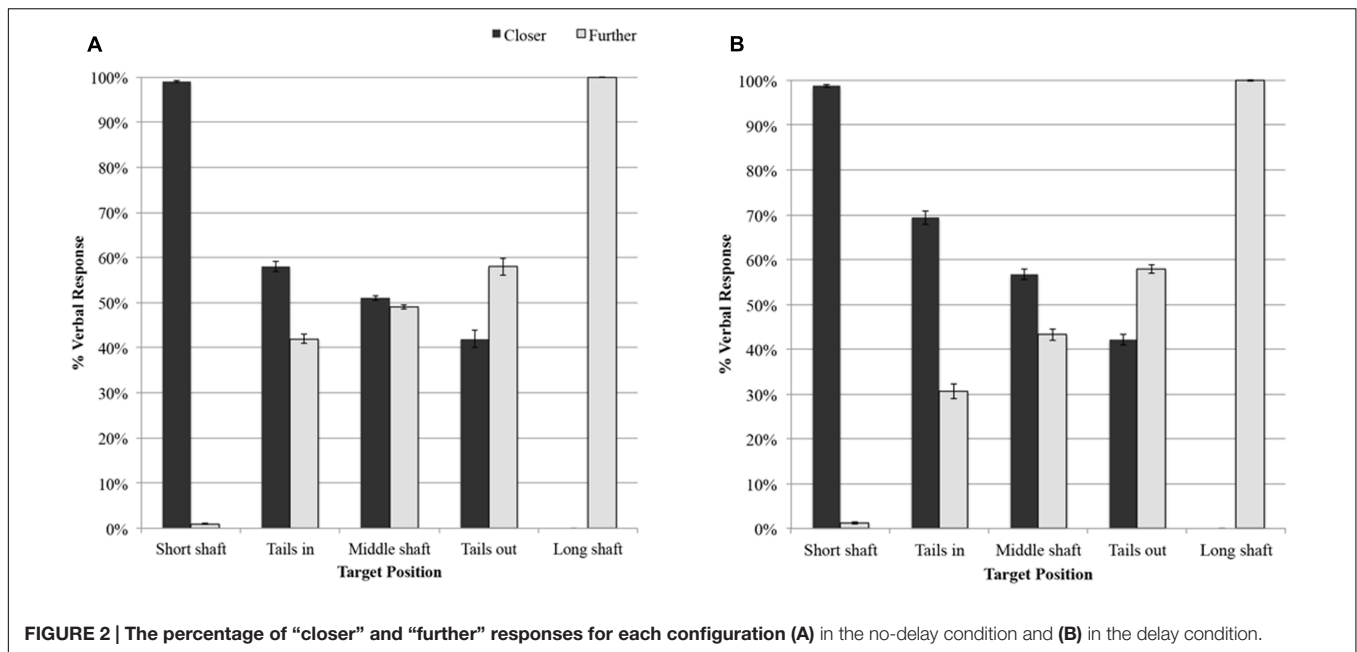 A
Closer
Further
B
% Verbal Response
100%
90%
80%
70%
60%
50%
40%
30%
20%
10%
0%
Short shaft Tails in Middle shaft Tails out Long shaft
Target Position
% Verbal Response
100%
90%
80%
70%
60%
50%
40%
30%
20%
10%
0%
Short shaft Tails in Middle shaft Tails out Long shaft
Target Position
FIGURE 2 | The percentage of “closer” and “further” responses for each configuration (A) in the no-delay condition and (B) in the delay condition.